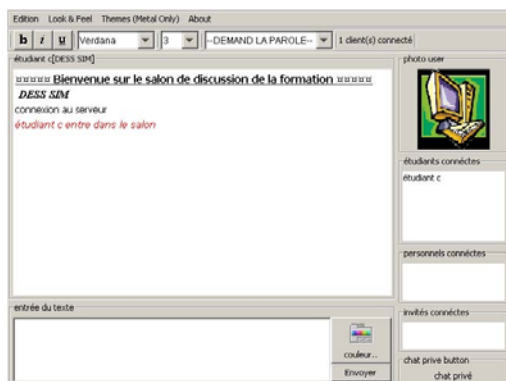 Edition Look & Feel Themes (Metal Only) About
b i u Verdana 3 --DEMAND LA PAROLE-- 1 client(s) connecté
étudiant c[DESS SIM]
¤¤¤¤¤ Bienvenue sur le salon de discussion de la formation ¤¤¤¤¤
DESS SIM
connexion au serveur
étudiant c entre dans le salon
photo user
étudiants connéctes
étudiant c
personnels connéctes
invités connéctes
entrée du texte
couleur..
Envoyer
chat prive button
chat privé